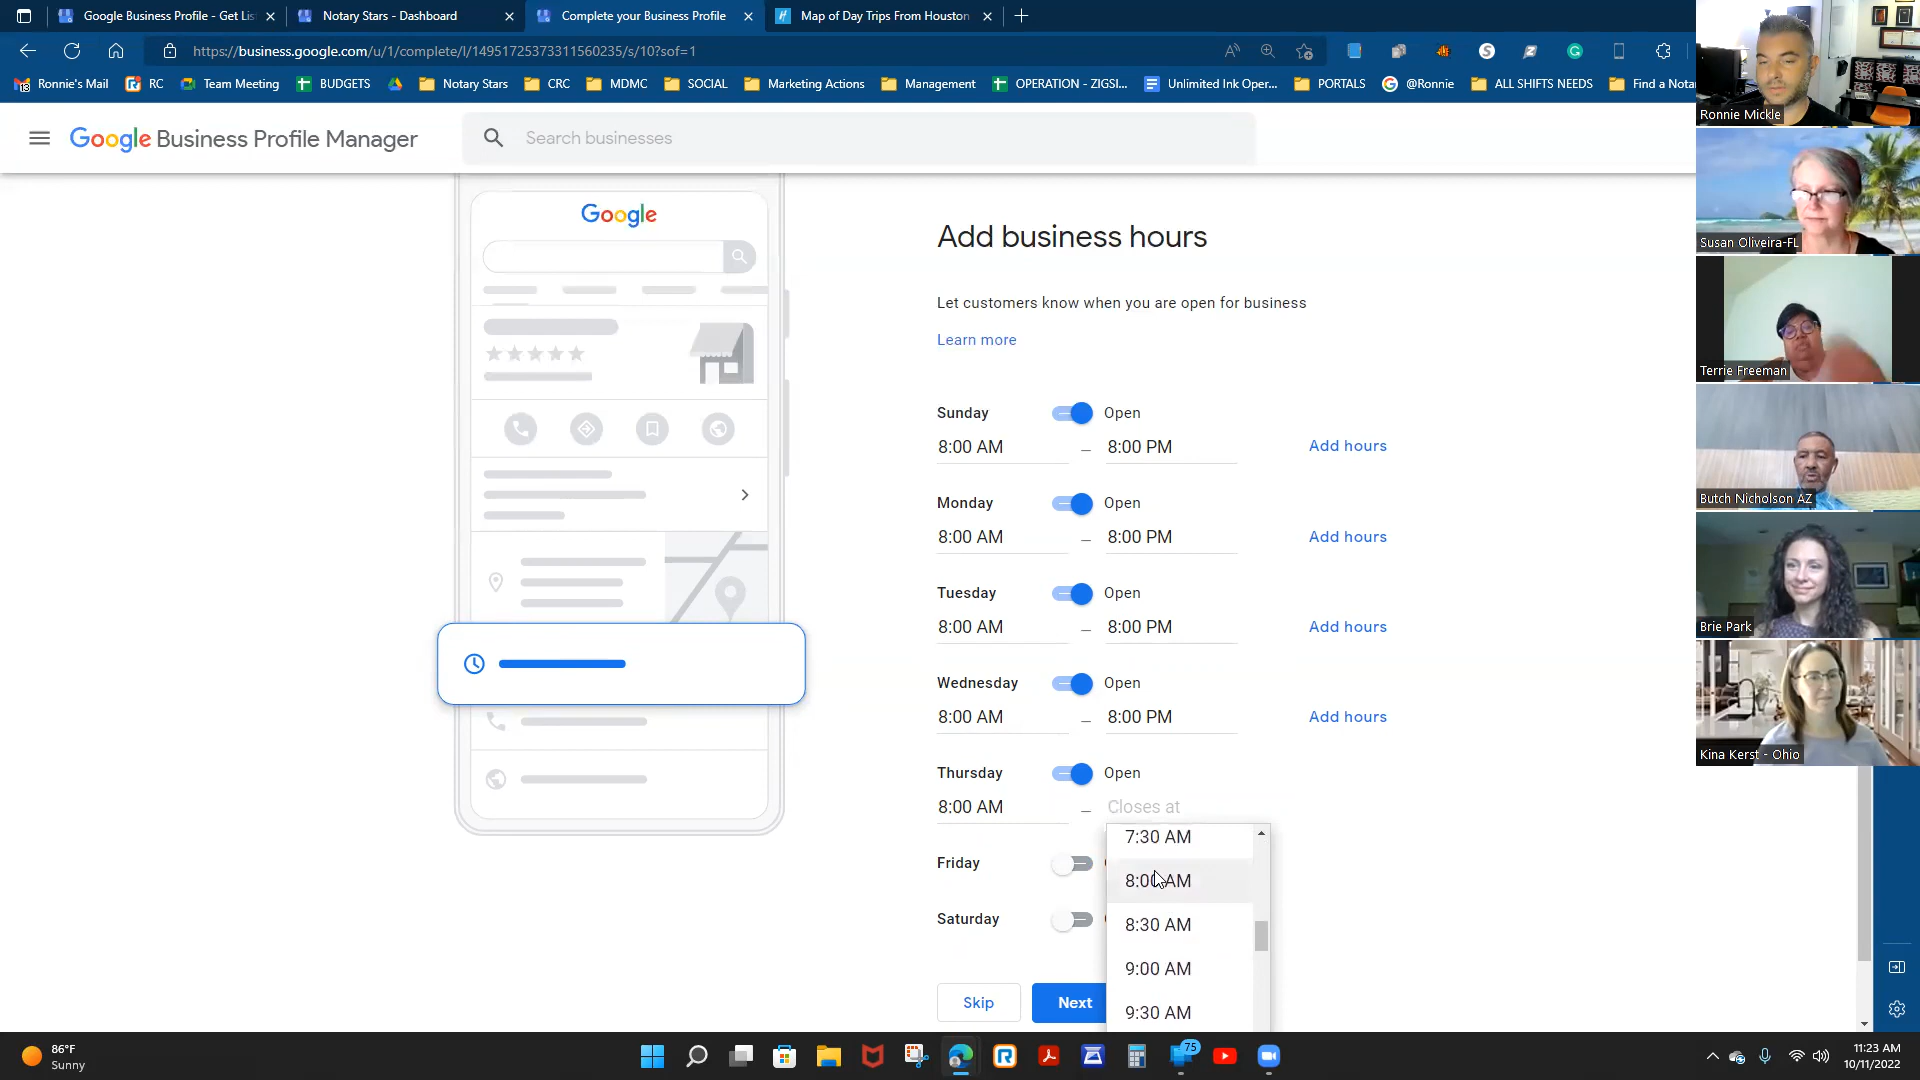 Google Business Profile - Get Lis
Notary Stars - Dashboard
Complete your Business Profile
Map of Day Trips From Houston
https://business.google.com/u/1/complete/l/14951725373311560235/s/10?sof=1
Ronnie's Mail
RC
Team Meeting
BUDGETS
Notary Stars
CRC
MDMC
SOCIAL
Marketing Actions
Management
OPERATION - ZIGSI...
Unlimited Ink Oper...
PORTALS
@Ronnie
ALL SHIFTS NEEDS
Find a Nota
Google Business Profile Manager
Search businesses
Google
Add business hours
Let customers know when you are open for business
Learn more
Sunday Open
8:00 AM – 8:00 PM Add hours
Monday Open
8:00 AM – 8:00 PM Add hours
Tuesday Open
8:00 AM – 8:00 PM Add hours
Wednesday Open
8:00 AM – 8:00 PM Add hours
Thursday Open
8:00 AM – Closes at
7:30 AM
Friday
8:00 AM
Saturday
8:30 AM
9:00 AM
9:30 AM
Skip
Next
Ronnie Mickle
Susan Oliveira-FL
Terrie Freeman
Butch Nicholson AZ
Brie Park
Kina Kerst - Ohio
86°F
Sunny
75
11:23 AM
10/11/2022